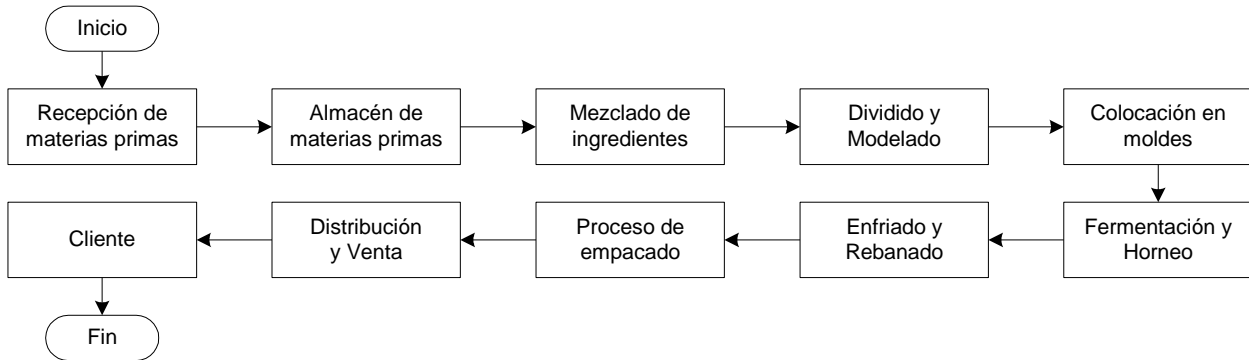 Inicio
Recepción de
materias primas
Almacén de
materias primas
Mezclado de
ingredientes
Dividido y
Modelado
Colocación en
moldes
Fermentación y
Horneo
Enfriado y
Rebanado
Proceso de
empacado
Distribución
y Venta
Cliente
Fin